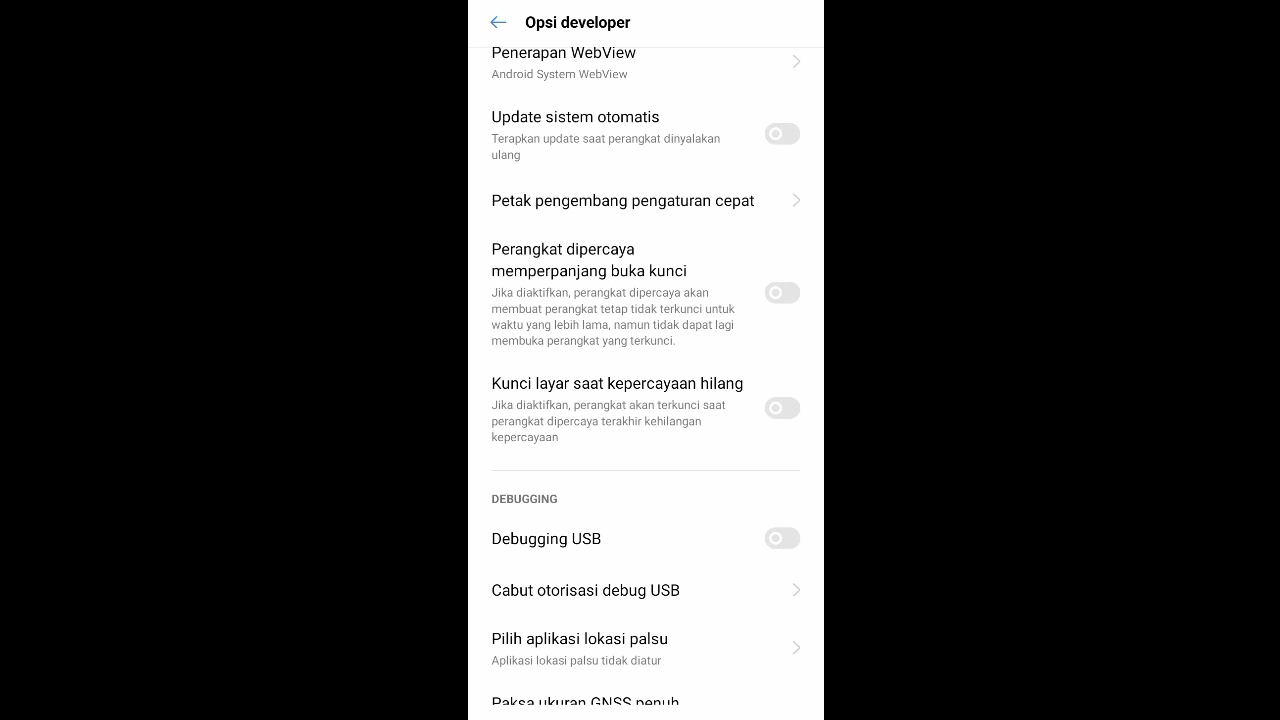 Opsi developer
Penerapan WebView
Android System WebView
Update sistem otomatis
Terapkan update saat perangkat dinyalakan
ulang
Petak pengembang pengaturan cepat
Perangkat dipercaya
memperpanjang buka kunci
Jika diaktifkan, perangkat dipercaya akan
membuat perangkat tetap tidak terkunci untuk
waktu yang lebih lama, namun tidak dapat lagi
membuka perangkat yang terkunci.
Kunci layar saat kepercayaan hilang
Jika diaktifkan, perangkat akan terkunci saat
perangkat dipercaya terakhir kehilangan
kepercayaan
DEBUGGING
Debugging USB
Cabut otorisasi debug USB
Pilih aplikasi lokasi palsu
Aplikasi lokasi palsu tidak diatur
Paksa ukuran GNSS penuh